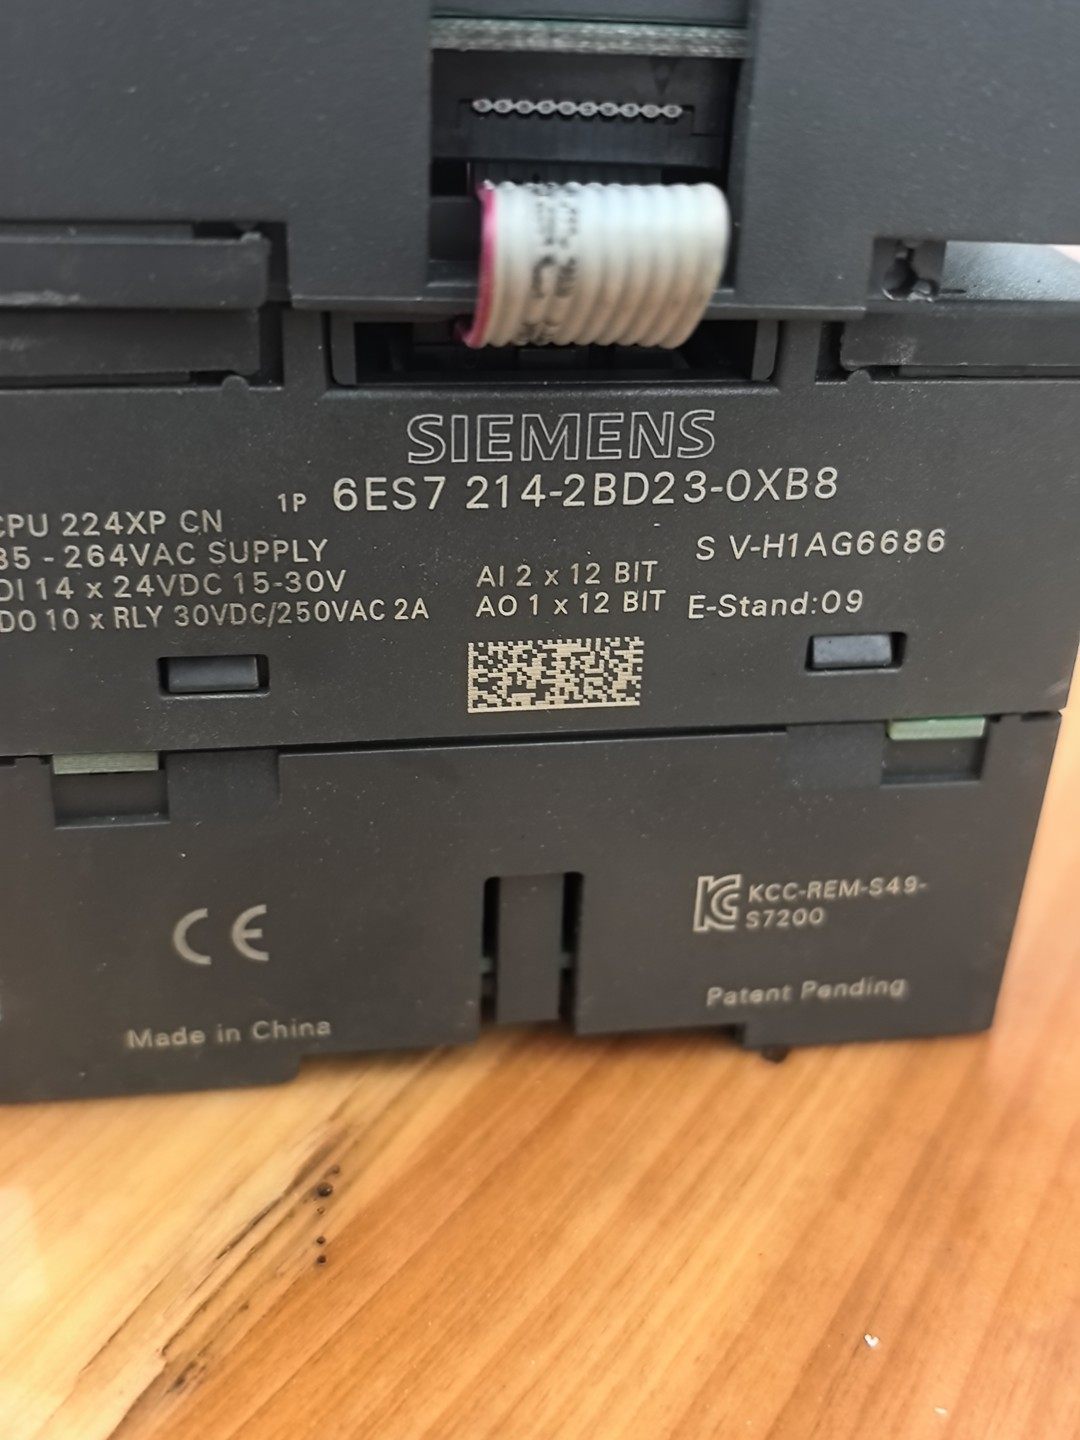 SIEMENS
1P 6ES7 214-2BD23-0XB8
CPU 224XP CN
85 - 264VAC SUPPLY
DI 14 x 24VDC 15-30V
DO 10 x RLY 30VDC/250VAC 2A
AI 2 x 12 BIT
AO 1 x 12 BIT
S V-H1AG6686
E-Stand:09
CE
KCC-REM-S49-
S7200
Made in China
Patent Pending